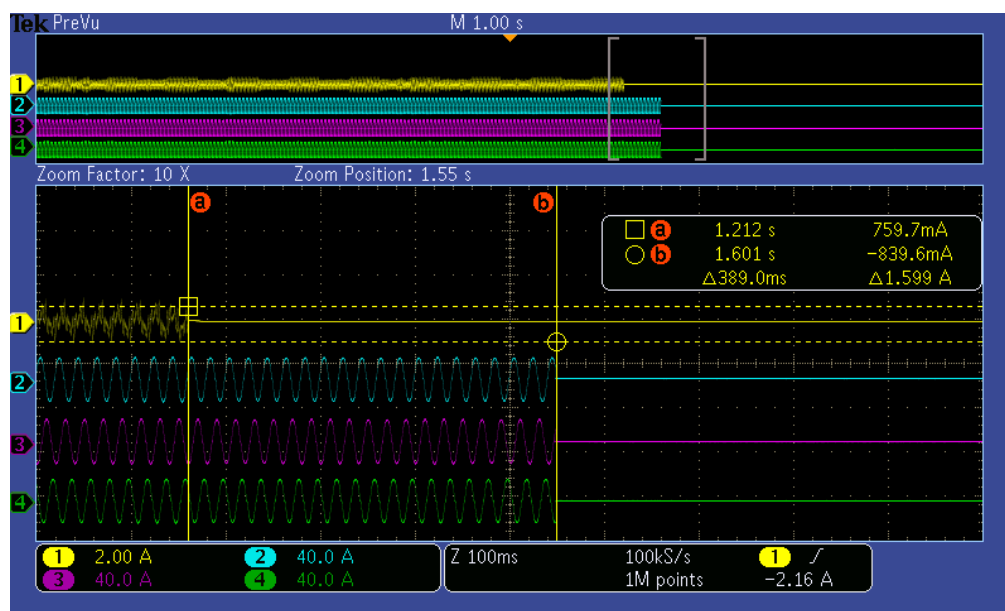 Tek PreVu M 1.00 s
1
2
3
4
Zoom Factor: 10 X Zoom Position: 1.55 s
a b
a 1.212 s 759.7mA
b 1.601 s -839.6mA
△389.0ms △1.599 A
1
2
3
4
1 2.00 A 2 40.0 A Z 100ms 100kS/s 1 /
3 40.0 A 4 40.0 A 1M points -2.16 A